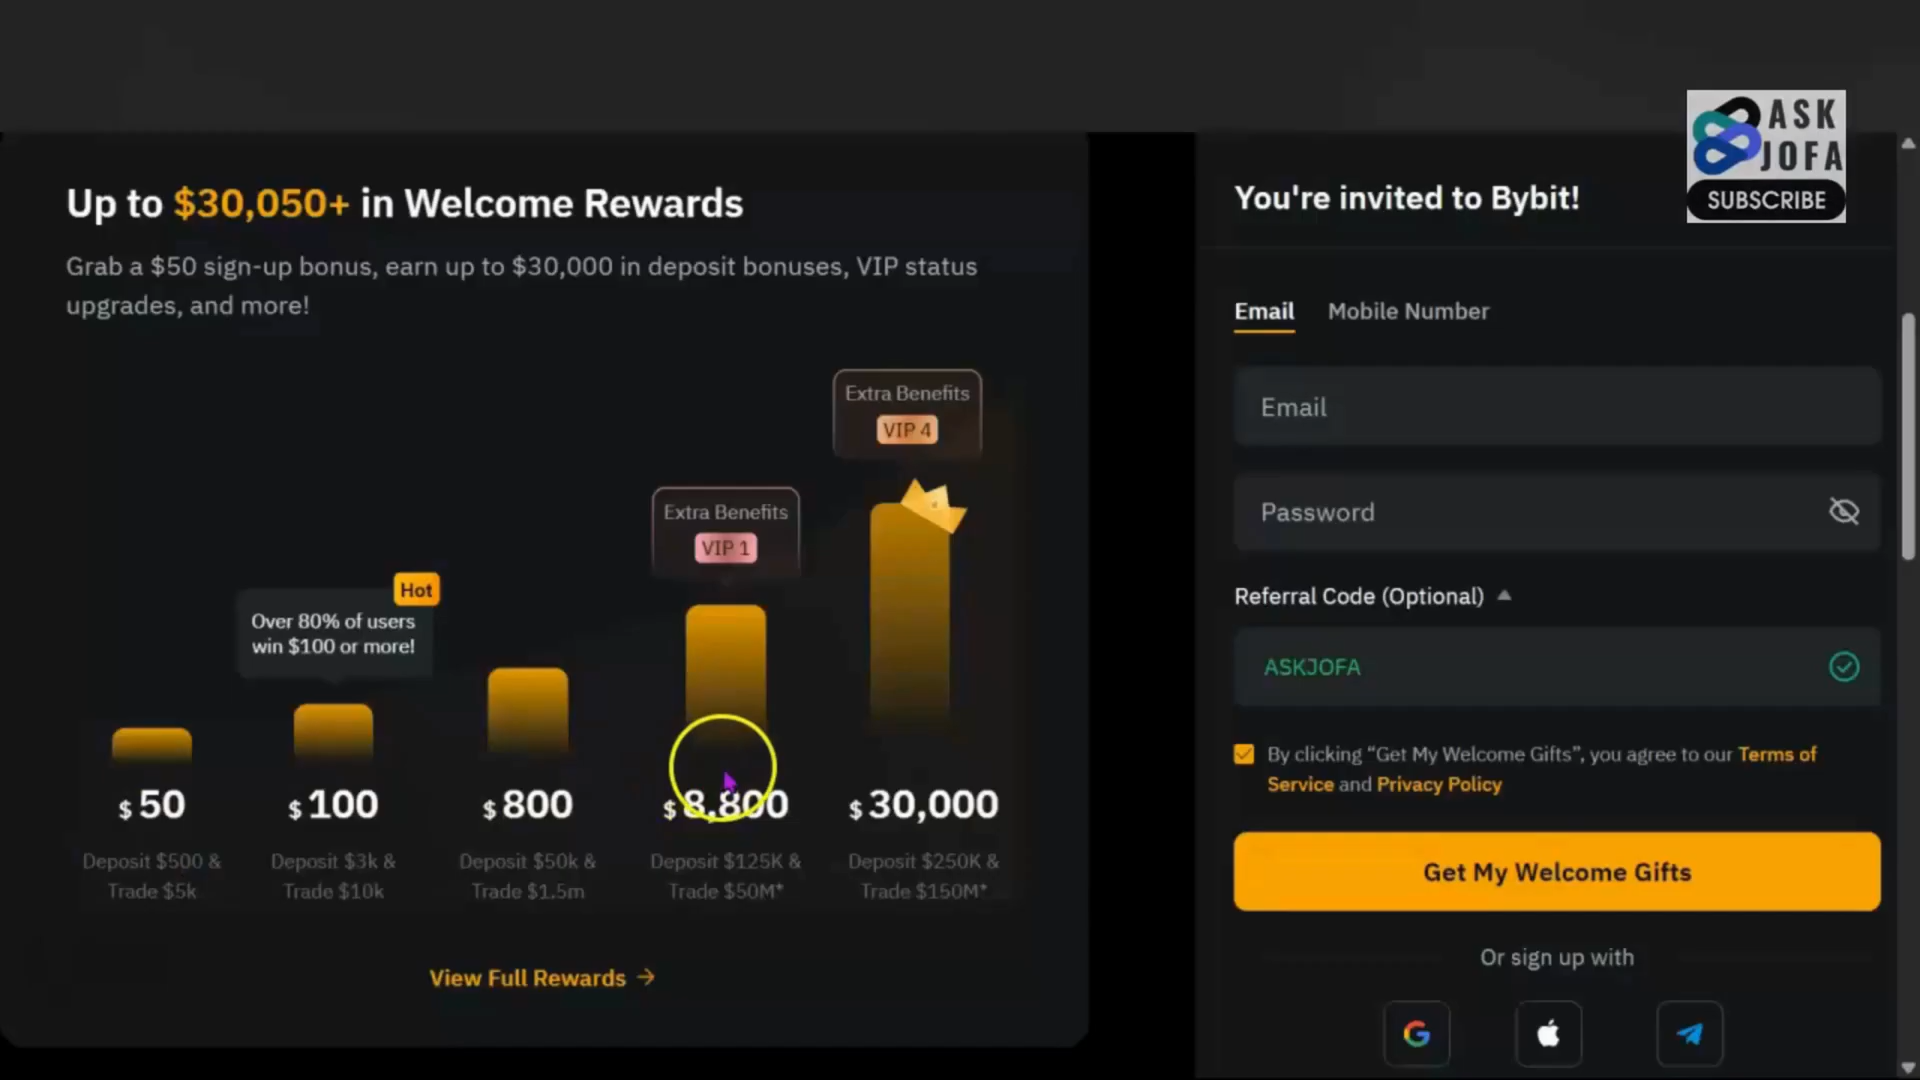 ASK
JOFA
SUBSCRIBE
Up to $30,050+ in Welcome Rewards
Grab a $50 sign-up bonus, earn up to $30,000 in deposit bonuses, VIP status
upgrades, and more!
Extra Benefits
VIP 4
Extra Benefits
VIP 1
Hot
Over 80% of users
win $100 or more!
$50
$100
$800
$8,800
$30,000
Deposit $500 &
Trade $5k
Deposit $3k &
Trade $10k
Deposit $50k &
Trade $1.5m
Deposit $125K &
Trade $50M*
Deposit $250K &
Trade $150M*
View Full Rewards →
You're invited to Bybit!
Email
Mobile Number
Email
Password
Referral Code (Optional)
ASKJOFA
By clicking “Get My Welcome Gifts”, you agree to our Terms of
Service and Privacy Policy
Get My Welcome Gifts
Or sign up with